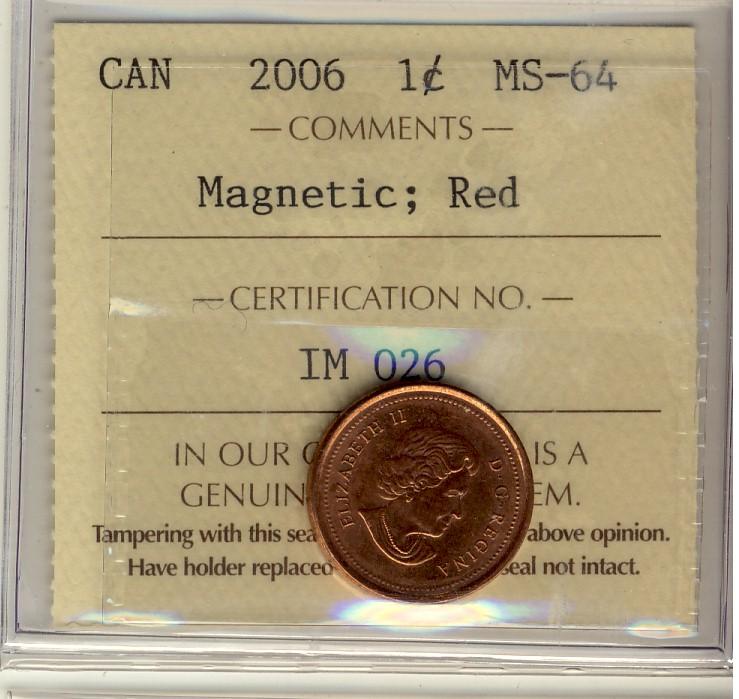 CAN 2006 1¢ MS-64
— COMMENTS —
Magnetic; Red
— CERTIFICATION NO. —
IM 026
IN OUR IS A
GENUIN EM.
Tampering with this sea above opinion.
Have holder replaced seal not intact.
ELIZABETH II D·G·REGINA